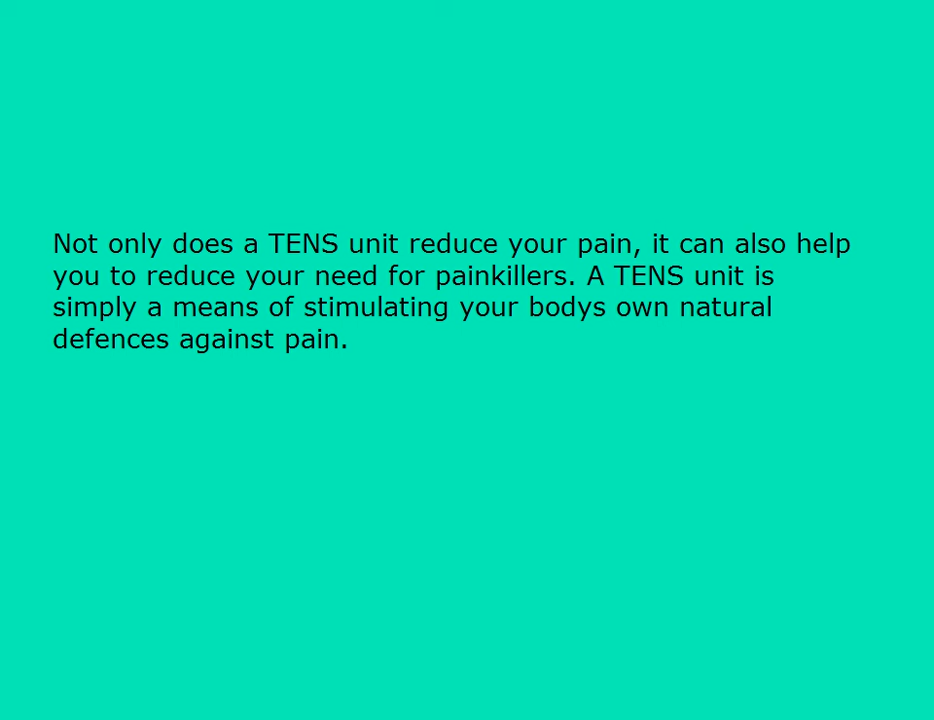 Not only does a TENS unit reduce your pain, it can also help
you to reduce your need for painkillers. A TENS unit is
simply a means of stimulating your bodys own natural
defences against pain.